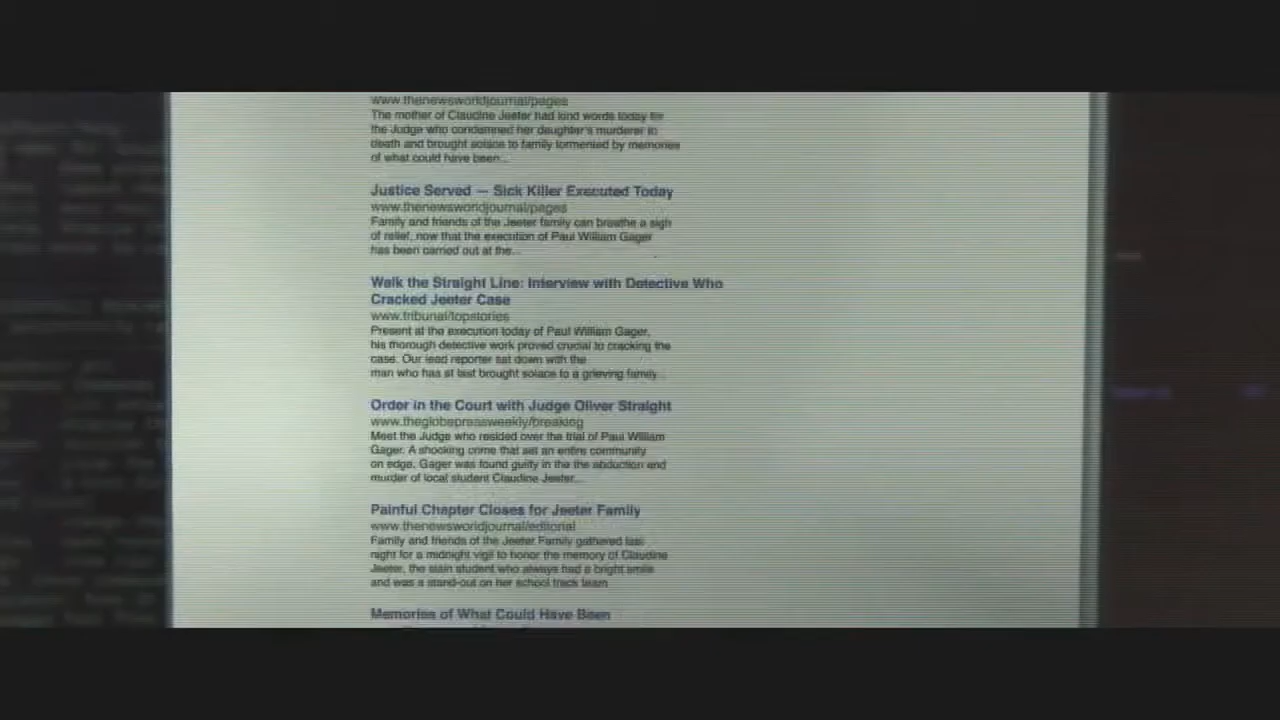 www.thenewsworldjournal/pages
The mother of Claudine Jeeter had kind words today for
the Judge who condemned her daughter's murderer to
death and brought solace to family tormented by memories
of what could have been...
Justice Served — Sick Killer Executed Today
www.thenewsworldjournal/pages
Family and friends of the Jeeter family can breathe a sigh
of relief, now that the execution of Paul William Gager
has been carried out at the...
Walk the Straight Line: Interview with Detective Who
Cracked Jeeter Case
www.tribunal/topstories
Present at the execution today of Paul William Gager,
his thorough detective work proved crucial to cracking the
case. Our lead reporter sat down with the
man who has at last brought solace to a grieving family...
Order in the Court with Judge Oliver Straight
www.theglobepressweekly/breaking
Meet the Judge who resided over the trial of Paul William
Gager. A shocking crime that set an entire community
on edge. Gager was found guilty in the the abduction and
murder of local student Claudine Jeeter...
Painful Chapter Closes for Jeeter Family
www.thenewsworldjournal/editorial
Family and friends of the Jeeter Family gathered last
night for a midnight vigil to honor the memory of Claudine
Jeeter, the slain student who always had a bright smile
and was a stand-out on her school track team
Memories of What Could Have Been